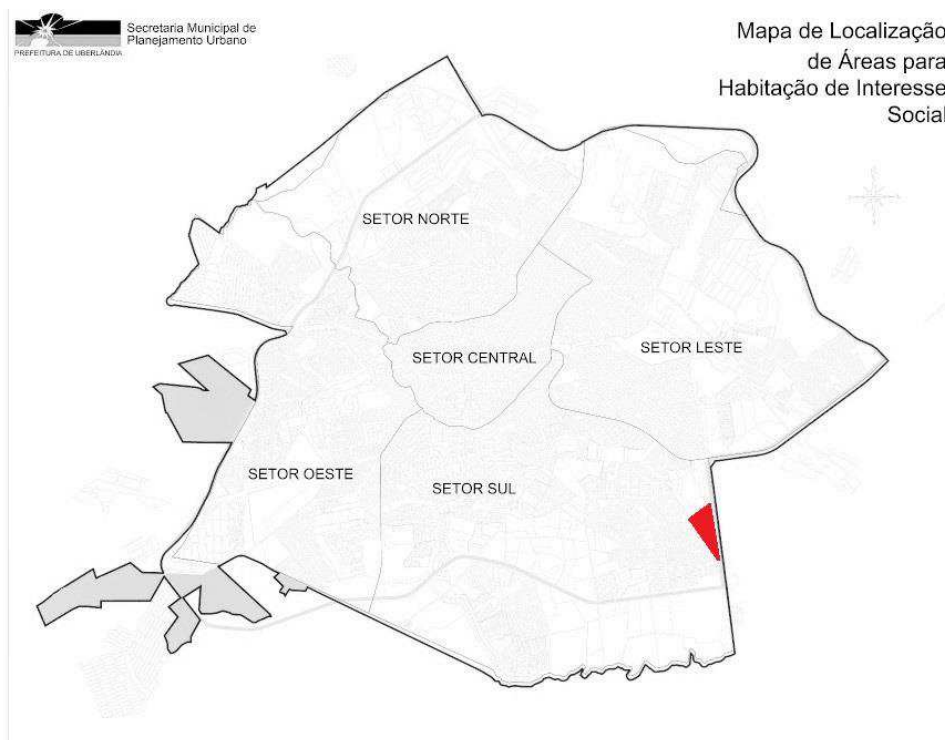 Secretaria Municipal de
Planejamento Urbano
PREFEITURA DE UBERLÂNDIA
Mapa de Localização
de Áreas para
Habitação de Interesse
Social
SETOR NORTE
SETOR CENTRAL
SETOR LESTE
SETOR OESTE
SETOR SUL